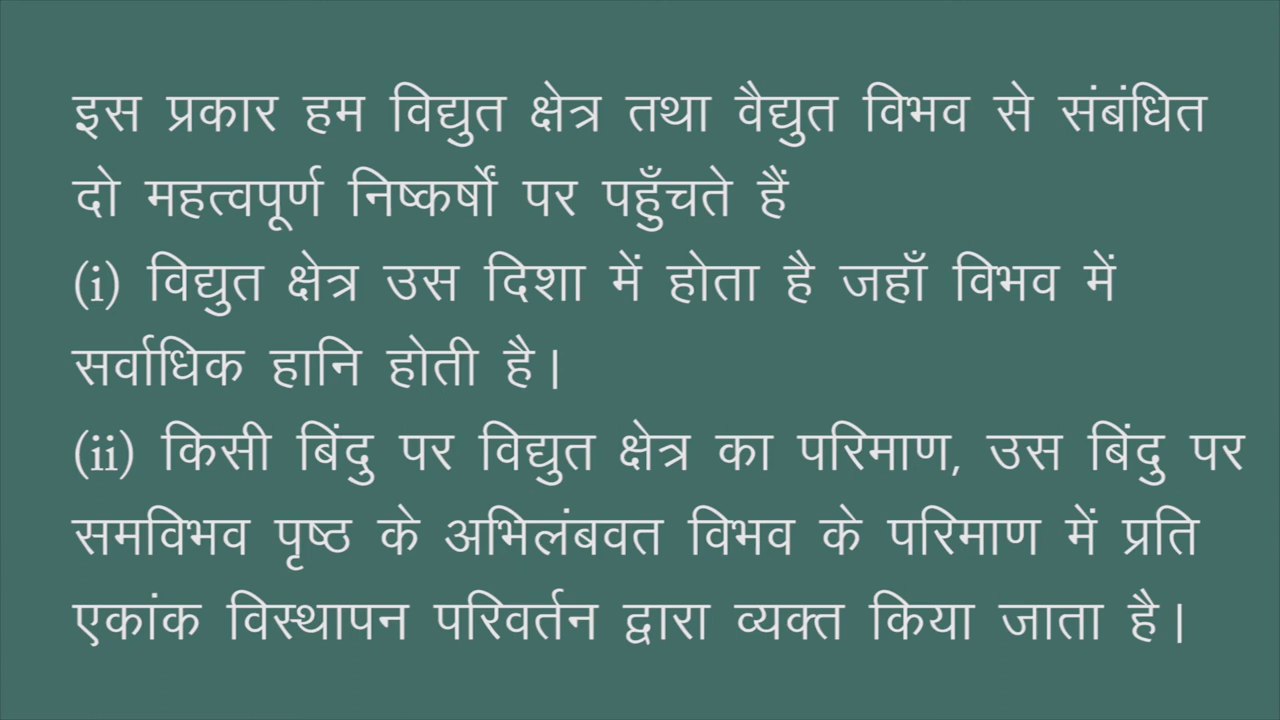 इस प्रकार हम विद्युत क्षेत्र तथा वैद्युत विभव से संबंधित
दो महत्वपूर्ण निष्कर्षों पर पहुँचते हैं
(i) विद्युत क्षेत्र उस दिशा में होता है जहाँ विभव में
सर्वाधिक हानि होती है।
(ii) किसी बिंदु पर विद्युत क्षेत्र का परिमाण, उस बिंदु पर
समविभव पृष्ठ के अभिलंबवत विभव के परिमाण में प्रति
एकांक विस्थापन परिवर्तन द्वारा व्यक्त किया जाता है।